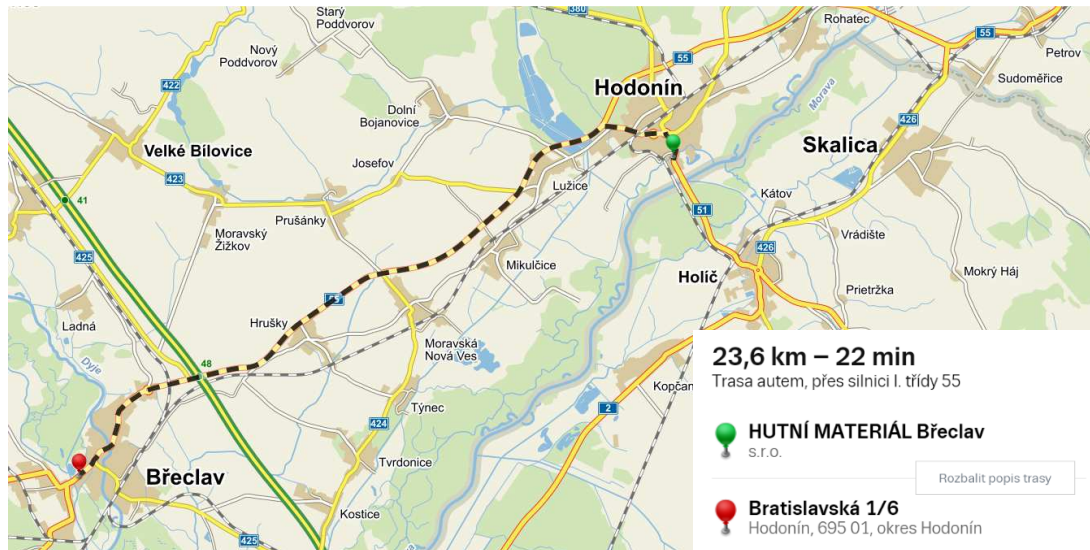 Starý
Poddvorov
380
Rohatec
55
Petrov
Nový
Poddvorov
55
Sudoměřice
Hodonín
422
Morava
Dolní
Bojanovice
426
Velké Bílovice
Josefov
Skalica
423
Lužice
Kátov
41
Prušánky
51
Moravský
Žižkov
Vrádište
426
425
Mikulčice
Holíč
Mokrý Háj
Prietržka
55
Ladná
Hrušky
Moravská
Nová Ves
Dyje
48
Kopčan
Týnec
2
424
Břeclav
Tvrdonice
Kostice
425
23,6 km – 22 min
Trasa autem, přes silnici I. třídy 55
HUTNÍ MATERIÁL Břeclav
s.r.o.
Rozbalit popis trasy
Bratislavská 1/6
Hodonín, 695 01, okres Hodonín